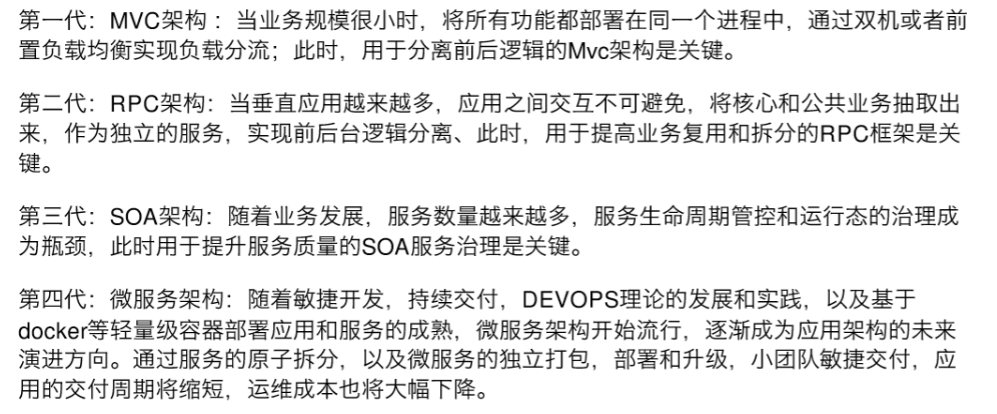 第一代：MVC架构 ：当业务规模很小时，将所有功能都部署在同一个进程中，通过双机或者前
置负载均衡实现负载分流；此时，用于分离前后逻辑的Mvc架构是关键。
第二代：RPC架构：当垂直应用越来越多，应用之间交互不可避免，将核心和公共业务抽取出
来，作为独立的服务，实现前后台逻辑分离、此时，用于提高业务复用和拆分的RPC框架是关
键。
第三代：SOA架构：随着业务发展，服务数量越来越多，服务生命周期管控和运行态的治理成
为瓶颈，此时用于提升服务质量的SOA服务治理是关键。
第四代：微服务架构：随着敏捷开发，持续交付，DEVOPS理论的发展和实践，以及基于
docker等轻量级容器部署应用和服务的成熟，微服务架构开始流行，逐渐成为应用架构的未来
演进方向。通过服务的原子拆分，以及微服务的独立打包，部署和升级，小团队敏捷交付，应
用的交付周期将缩短，运维成本也将大幅下降。